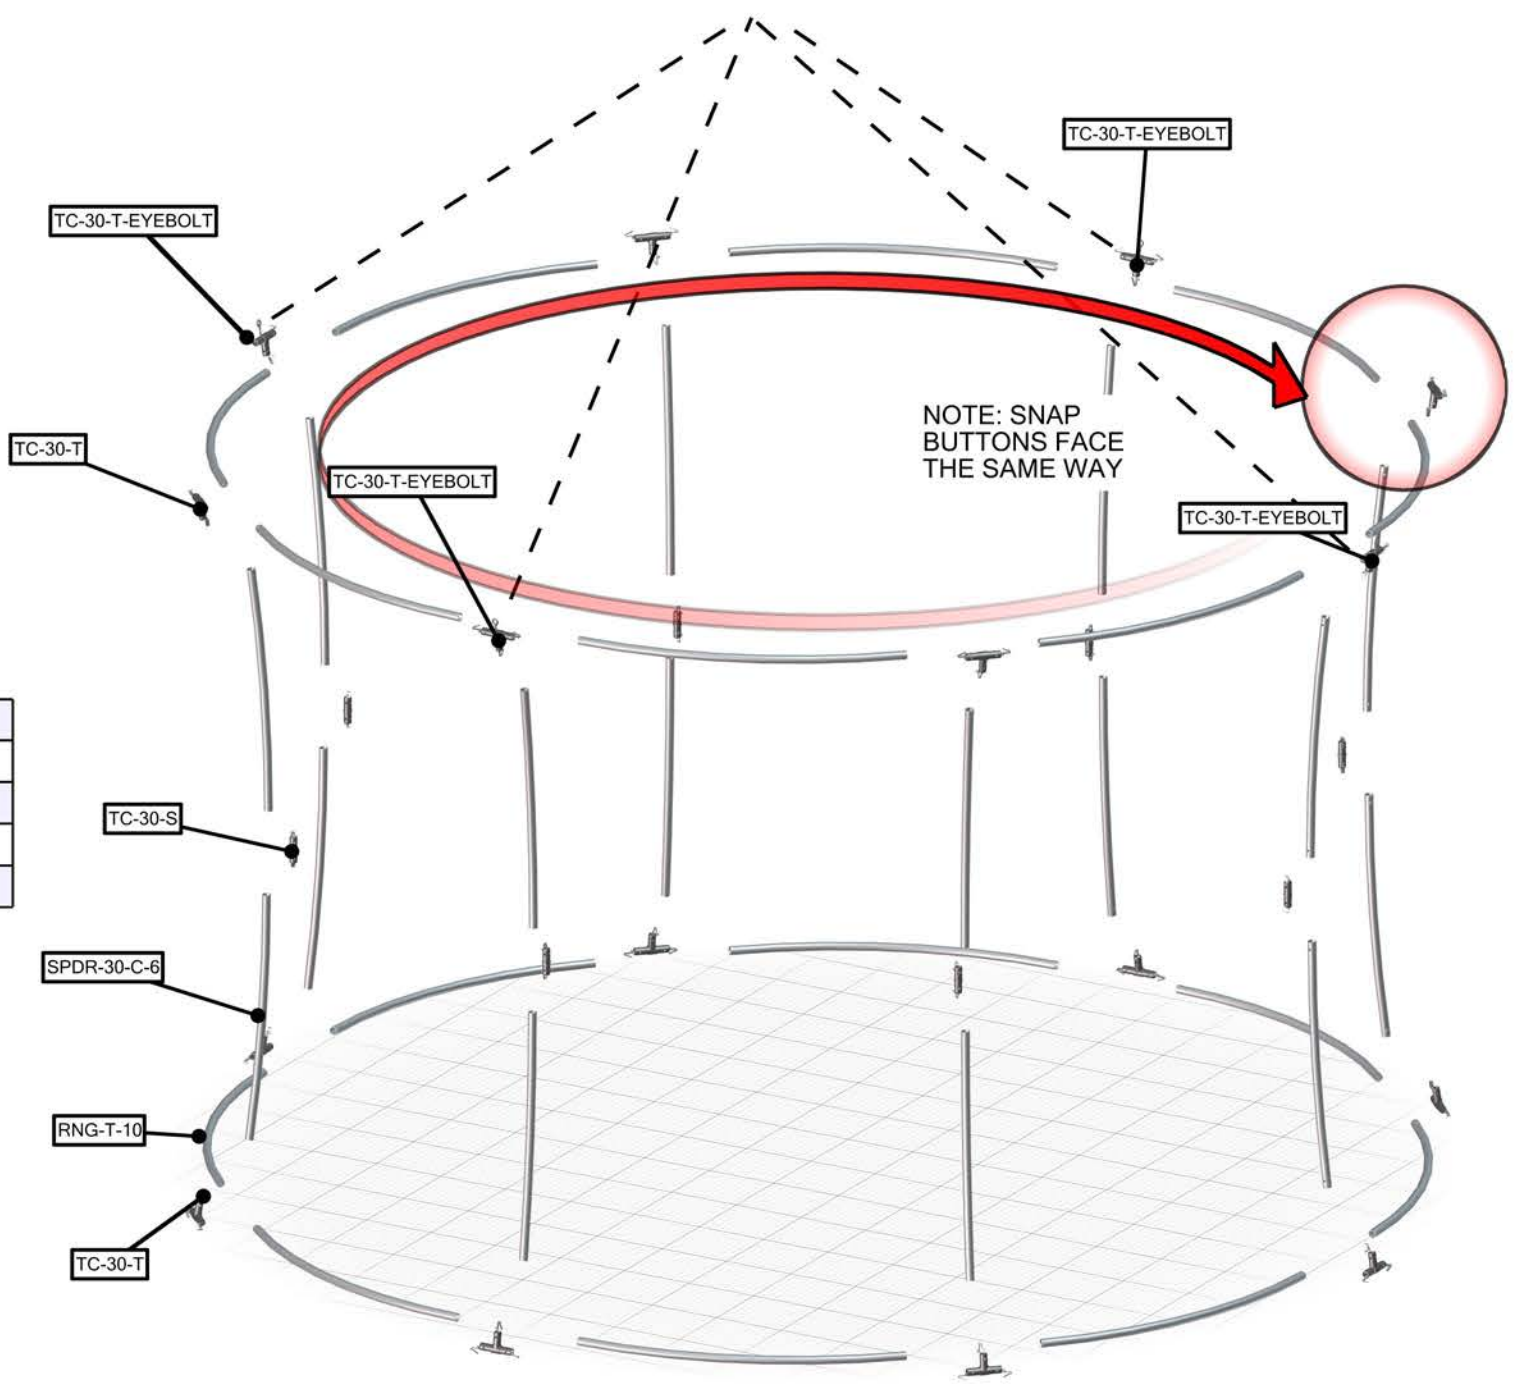 TC-30-T-EYEBOLT
TC-30-T-EYEBOLT
TC-30-T
NOTE: SNAP
BUTTONS FACE
THE SAME WAY
TC-30-T-EYEBOLT
TC-30-T-EYEBOLT
TC-30-S
SPDR-30-C-6
RNG-T-10
TC-30-T